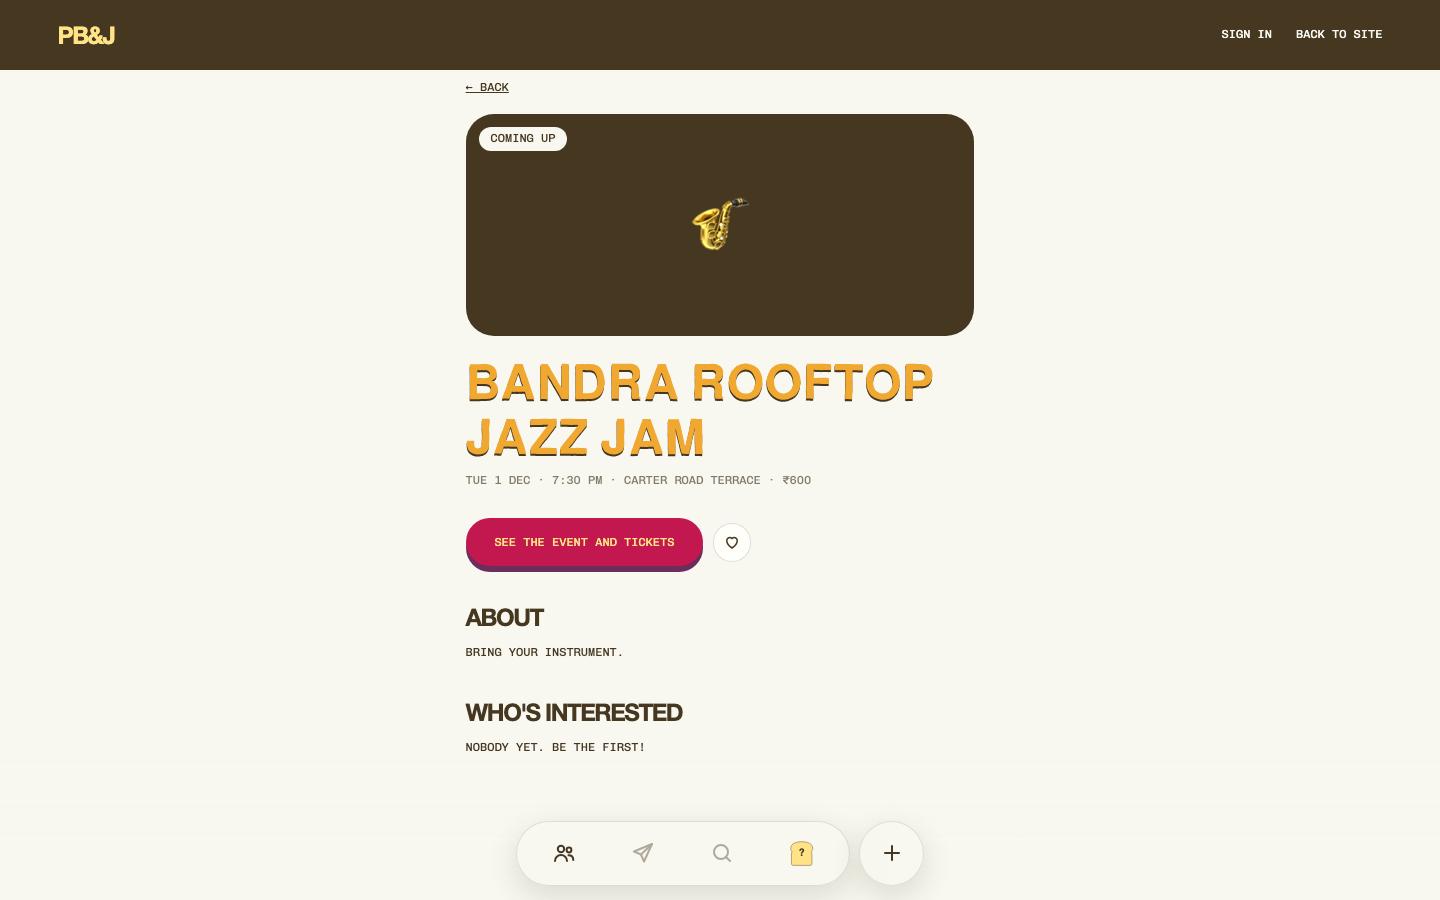 PB&J
SIGN IN
BACK TO SITE
← BACK
COMING UP
BANDRA ROOFTOP
JAZZ JAM
TUE 1 DEC · 7:30 PM · CARTER ROAD TERRACE · ₹600
SEE THE EVENT AND TICKETS
ABOUT
BRING YOUR INSTRUMENT.
WHO'S INTERESTED
NOBODY YET. BE THE FIRST!
?